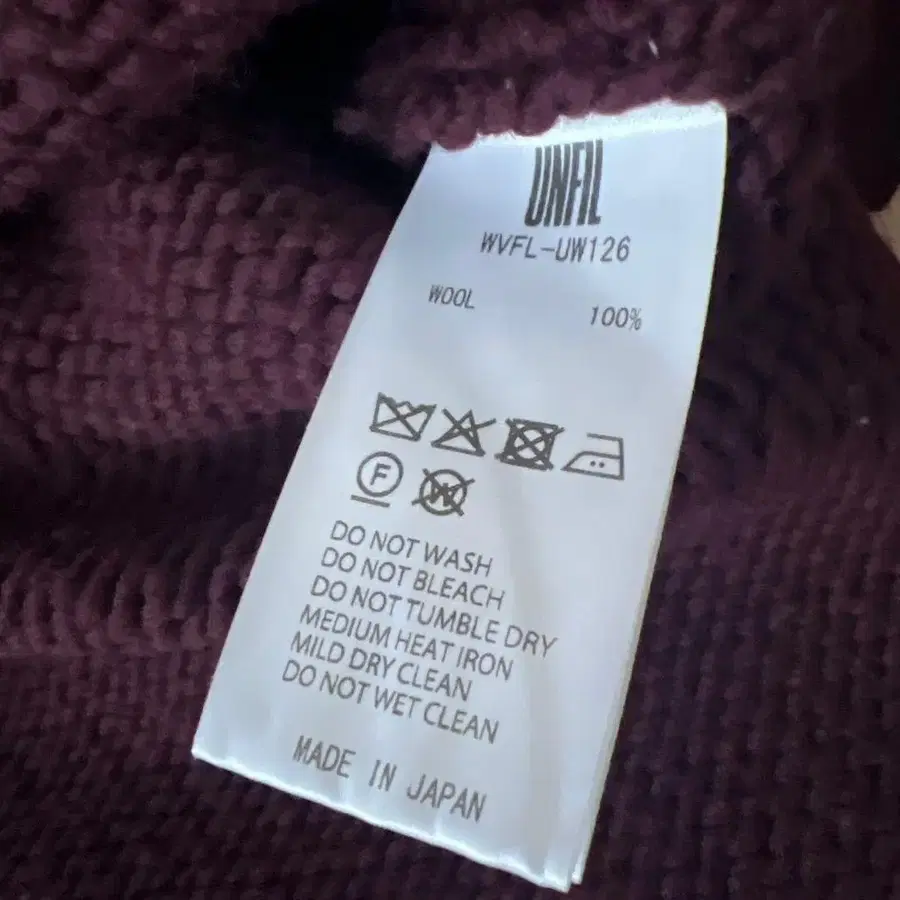 UNFIL
WVFL-UW126
WOOL 100%
F W
DO NOT WASH
DO NOT BLEACH
DO NOT TUMBLE DRY
MEDIUM HEAT IRON
MILD DRY CLEAN
DO NOT WET CLEAN
MADE IN JAPAN